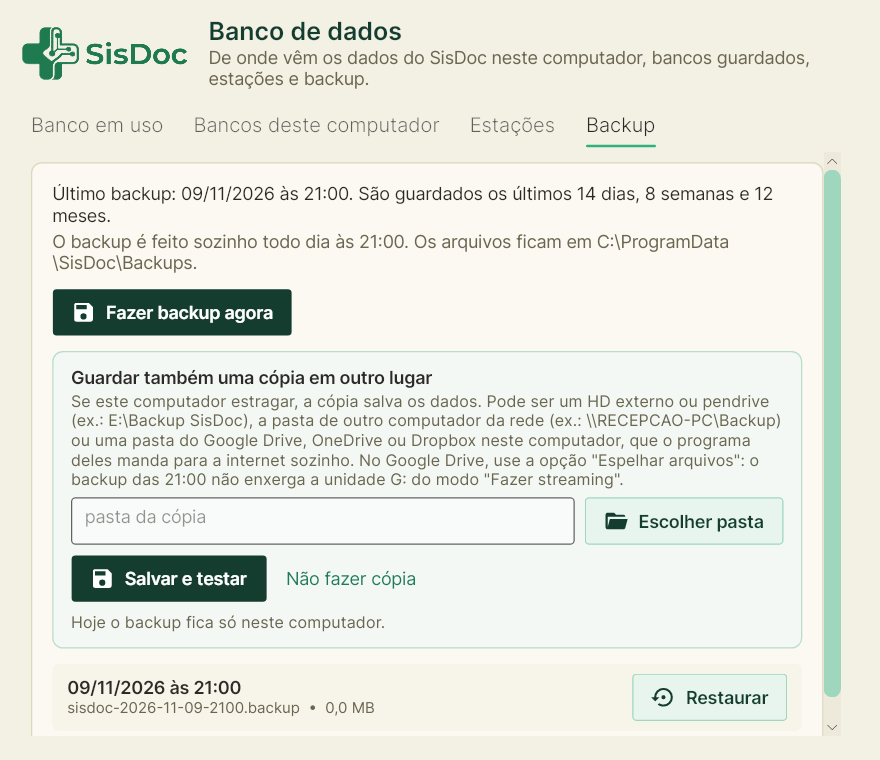 SisDoc
Banco de dados
De onde vêm os dados do SisDoc neste computador, bancos guardados,
estações e backup.
Banco em uso
Bancos deste computador
Estações
Backup
Último backup: 09/11/2026 às 21:00. São guardados os últimos 14 dias, 8 semanas e 12
meses.
O backup é feito sozinho todo dia às 21:00. Os arquivos ficam em C:\ProgramData
\SisDoc\Backups.
Fazer backup agora
Guardar também uma cópia em outro lugar
Se este computador estragar, a cópia salva os dados. Pode ser um HD externo ou pendrive
(ex.: E:\Backup SisDoc), a pasta de outro computador da rede (ex.: \\RECEPCAO-PC\Backup)
ou uma pasta do Google Drive, OneDrive ou Dropbox neste computador, que o programa
deles manda para a internet sozinho. No Google Drive, use a opção "Espelhar arquivos": o
backup das 21:00 não enxerga a unidade G: do modo "Fazer streaming".
pasta da cópia
Escolher pasta
Salvar e testar
Não fazer cópia
Hoje o backup fica só neste computador.
09/11/2026 às 21:00
sisdoc-2026-11-09-2100.backup • 0,0 MB
Restaurar